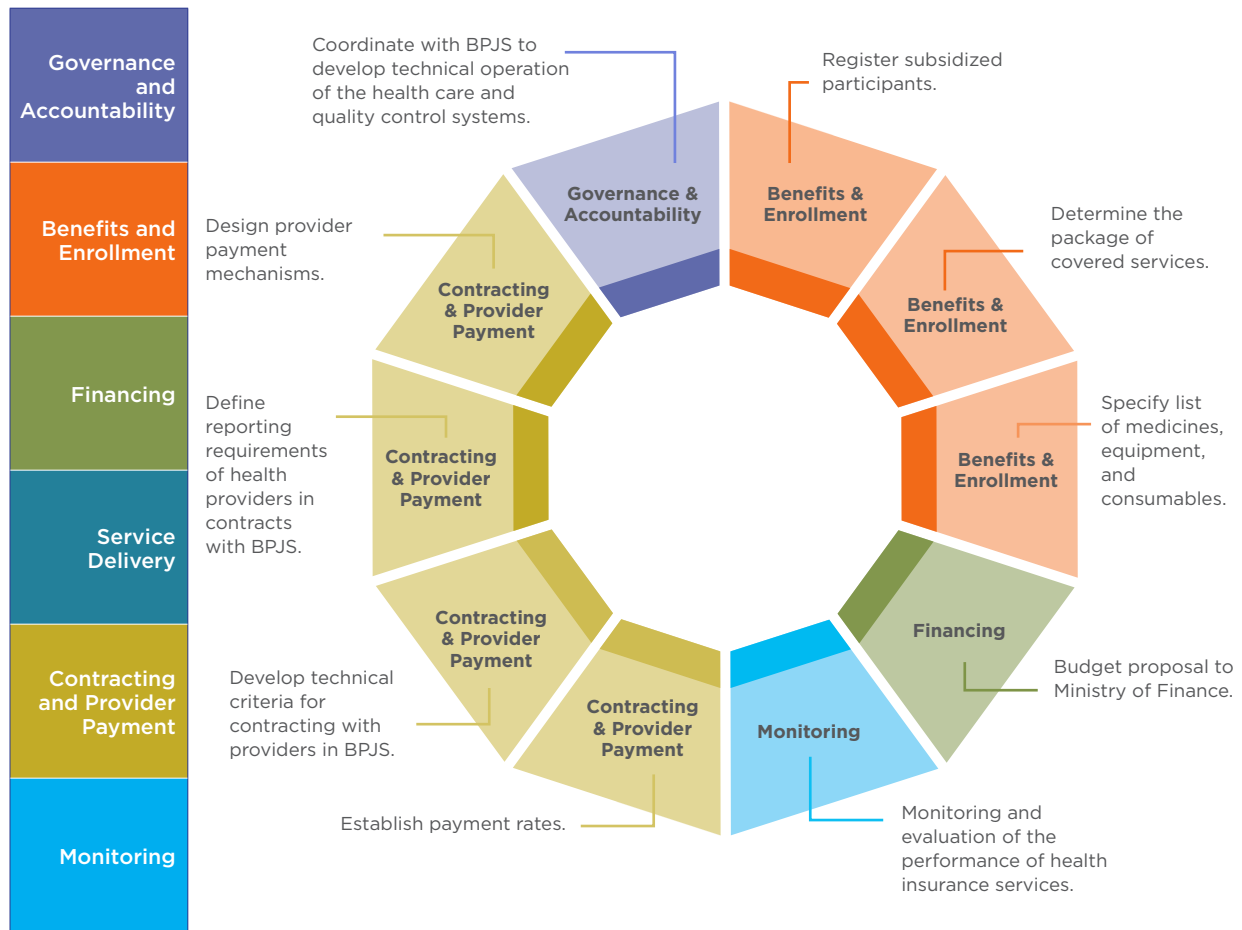 Governance
and
Accountability
Benefits and
Enrollment
Financing
Service
Delivery
Contracting
and Provider
Payment
Monitoring
Coordinate with BPJS to
develop technical operation
of the health care and
quality control systems.
Governance &
Accountability
Register subsidized
participants.
Benefits &
Enrollment
Determine the
package of
covered services.
Benefits &
Enrollment
Specify list
of medicines,
equipment,
and
consumables.
Benefits &
Enrollment
Financing
Budget proposal to
Ministry of Finance.
Monitoring
Monitoring and
evaluation of the
performance of health
insurance services.
Contracting
& Provider
Payment
Establish payment rates.
Contracting
& Provider
Payment
Develop technical
criteria for
contracting with
providers in BPJS.
Contracting
& Provider
Payment
Define
reporting
requirements
of health
providers in
contracts
with BPJS.
Contracting
& Provider
Payment
Design provider
payment
mechanisms.